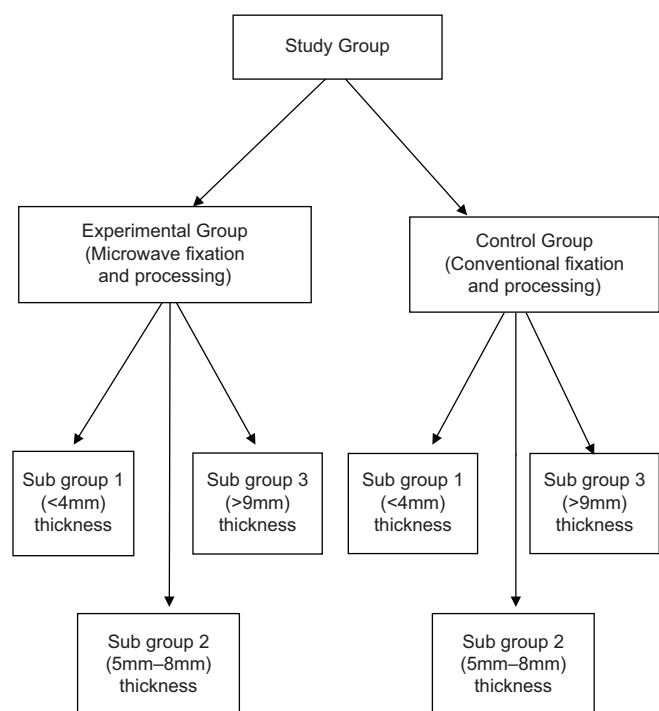 Study Group
Experimental Group
(Microwave fixation
and processing)
Control Group
(Conventional fixation
and processing)
Sub group 1
(<4mm)
thickness
Sub group 3
(>9mm)
thickness
Sub group 1
(<4mm)
thickness
Sub group 3
(>9mm)
thickness
Sub group 2
(5mm–8mm)
thickness
Sub group 2
(5mm–8mm)
thickness